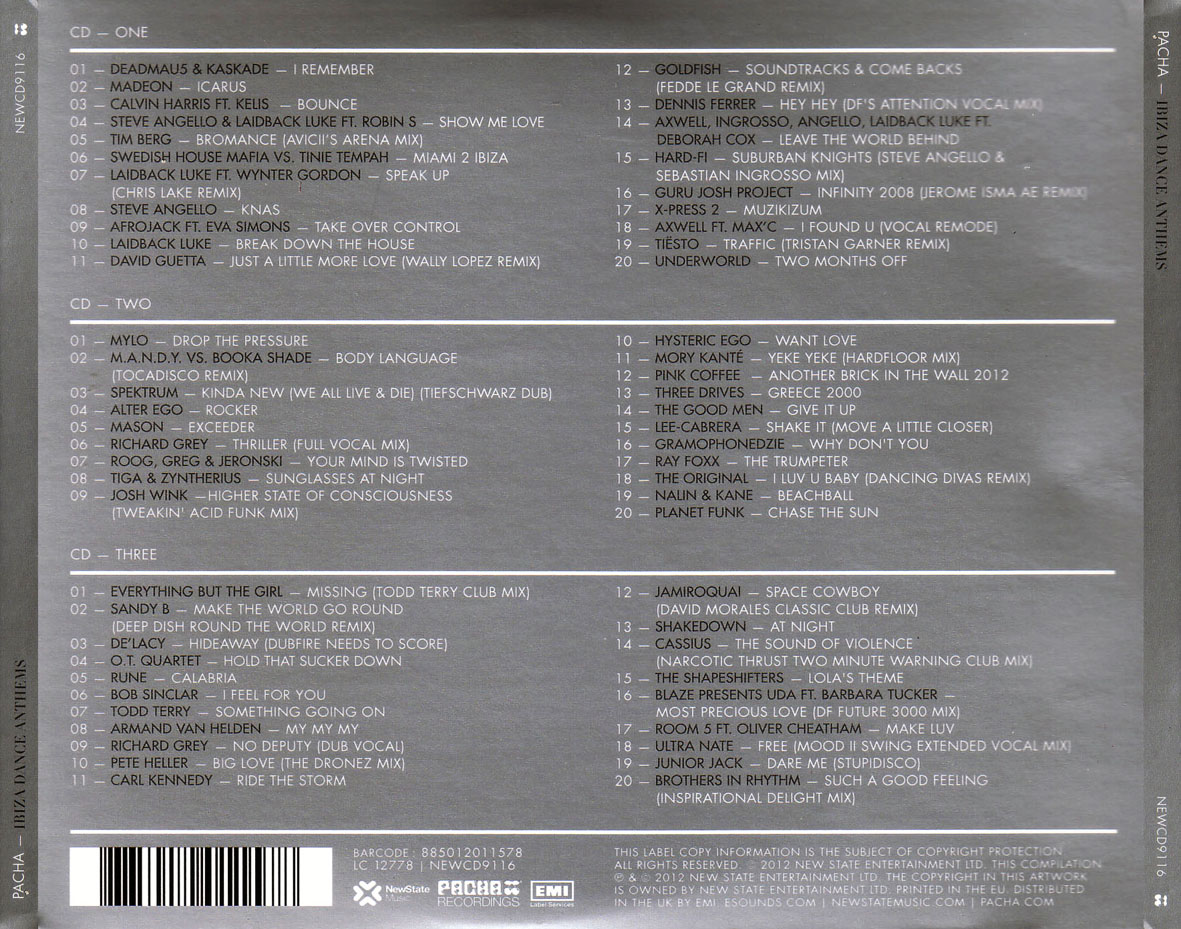 CD – ONE
01 – DEADMAU5 & KASKADE – I REMEMBER
02 – MADEON – ICARUS
03 – CALVIN HARRIS FT. KELIS – BOUNCE
04 – STEVE ANGELLO & LAIDBACK LUKE FT. ROBIN S – SHOW ME LOVE
05 – TIM BERG – BROMANCE (AVICII'S ARENA MIX)
06 – SWEDISH HOUSE MAFIA VS. TINIE TEMPAH – MIAMI 2 IBIZA
07 – LAIDBACK LUKE FT. WYNTER GORDON – SPEAK UP
(CHRIS LAKE REMIX)
08 – STEVE ANGELLO – KNAS
09 – AFROJACK FT. EVA SIMONS – TAKE OVER CONTROL
10 – LAIDBACK LUKE – BREAK DOWN THE HOUSE
11 – DAVID GUETTA – JUST A LITTLE MORE LOVE (WALLY LOPEZ REMIX)
12 – GOLDFISH – SOUNDTRACKS & COME BACKS
(FEDDE LE GRAND REMIX)
13 – DENNIS FERRER – HEY HEY (DF'S ATTENTION VOCAL MIX)
14 – AXWELL, INGROSSO, ANGELLO, LAIDBACK LUKE FT.
DEBORAH COX – LEAVE THE WORLD BEHIND
15 – HARD-FI – SUBURBAN KNIGHTS (STEVE ANGELLO &
SEBASTIAN INGROSSO MIX)
16 – GURU JOSH PROJECT – INFINITY 2008 (JEROME ISMA AE REMIX)
17 – X-PRESS 2 – MUZIKIZUM
18 – AXWELL FT. MAX'C – I FOUND U (VOCAL REMODE)
19 – TIËSTO – TRAFFIC (TRISTAN GARNER REMIX)
20 – UNDERWORLD – TWO MONTHS OFF
CD – TWO
01 – MYLO – DROP THE PRESSURE
02 – M.A.N.D.Y. VS. BOOKA SHADE – BODY LANGUAGE
(TOCADISCO REMIX)
03 – SPEKTRUM – KINDA NEW (WE ALL LIVE & DIE) (TIEFSCHWARZ DUB)
04 – ALTER EGO – ROCKER
05 – MASON – EXCEEDER
06 – RICHARD GREY – THRILLER (FULL VOCAL MIX)
07 – ROOG, GREG & JERONSKI – YOUR MIND IS TWISTED
08 – TIGA & ZYNTHERIUS – SUNGLASSES AT NIGHT
09 – JOSH WINK –HIGHER STATE OF CONSCIOUSNESS
(TWEAKIN' ACID FUNK MIX)
10 – HYSTERIC EGO – WANT LOVE
11 – MORY KANTÉ – YEKE YEKE (HARDFLOOR MIX)
12 – PINK COFFEE – ANOTHER BRICK IN THE WALL 2012
13 – THREE DRIVES – GREECE 2000
14 – THE GOOD MEN – GIVE IT UP
15 – LEE-CABRERA – SHAKE IT (MOVE A LITTLE CLOSER)
16 – GRAMOPHONEDZIE – WHY DON'T YOU
17 – RAY FOXX – THE TRUMPETER
18 – THE ORIGINAL – I LUV U BABY (DANCING DIVAS REMIX)
19 – NALIN & KANE – BEACHBALL
20 – PLANET FUNK – CHASE THE SUN
CD – THREE
01 – EVERYTHING BUT THE GIRL – MISSING (TODD TERRY CLUB MIX)
02 – SANDY B – MAKE THE WORLD GO ROUND
(DEEP DISH ROUND THE WORLD REMIX)
03 – DE'LACY – HIDEAWAY (DUBFIRE NEEDS TO SCORE)
04 – O.T. QUARTET – HOLD THAT SUCKER DOWN
05 – RUNE – CALABRIA
06 – BOB SINCLAR – I FEEL FOR YOU
07 – TODD TERRY – SOMETHING GOING ON
08 – ARMAND VAN HELDEN – MY MY MY
09 – RICHARD GREY – NO DEPUTY (DUB VOCAL)
10 – PETE HELLER – BIG LOVE (THE DRONEZ MIX)
11 – CARL KENNEDY – RIDE THE STORM
12 – JAMIROQUAI – SPACE COWBOY
(DAVID MORALES CLASSIC CLUB REMIX)
13 – SHAKEDOWN – AT NIGHT
14 – CASSIUS – THE SOUND OF VIOLENCE
(NARCOTIC THRUST TWO MINUTE WARNING CLUB MIX)
15 – THE SHAPESHIFTERS – LOLA'S THEME
16 – BLAZE PRESENTS UDA FT. BARBARA TUCKER –
MOST PRECIOUS LOVE (DF FUTURE 3000 MIX)
17 – ROOM 5 FT. OLIVER CHEATHAM – MAKE LUV
18 – ULTRA NATE – FREE (MOOD II SWING EXTENDED VOCAL MIX)
19 – JUNIOR JACK – DARE ME (STUPIDISCO)
20 – BROTHERS IN RHYTHM – SUCH A GOOD FEELING
(INSPIRATIONAL DELIGHT MIX)
BARCODE : 885012011578
LC 12778 | NEWCD9116
NewState
Music
PACHA
RECORDINGS
EMI
Label Services
THIS LABEL COPY INFORMATION IS THE SUBJECT OF COPYRIGHT PROTECTION
ALL RIGHTS RESERVED. © 2012 NEW STATE ENTERTAINMENT LTD. THIS COMPILATION
℗ & © 2012 NEW STATE ENTERTAINMENT LTD. THE COPYRIGHT IN THIS ARTWORK
IS OWNED BY NEW STATE ENTERTAINMENT LTD. PRINTED IN THE EU. DISTRIBUTED
IN THE UK BY EMI. ESOUNDS.COM | NEWSTATEMUSIC.COM | PACHA.COM
NEWCD9116
PACHA – IBIZA DANCE ANTHEMS
PACHA – IBIZA DANCE ANTHEMS
NEWCD9116